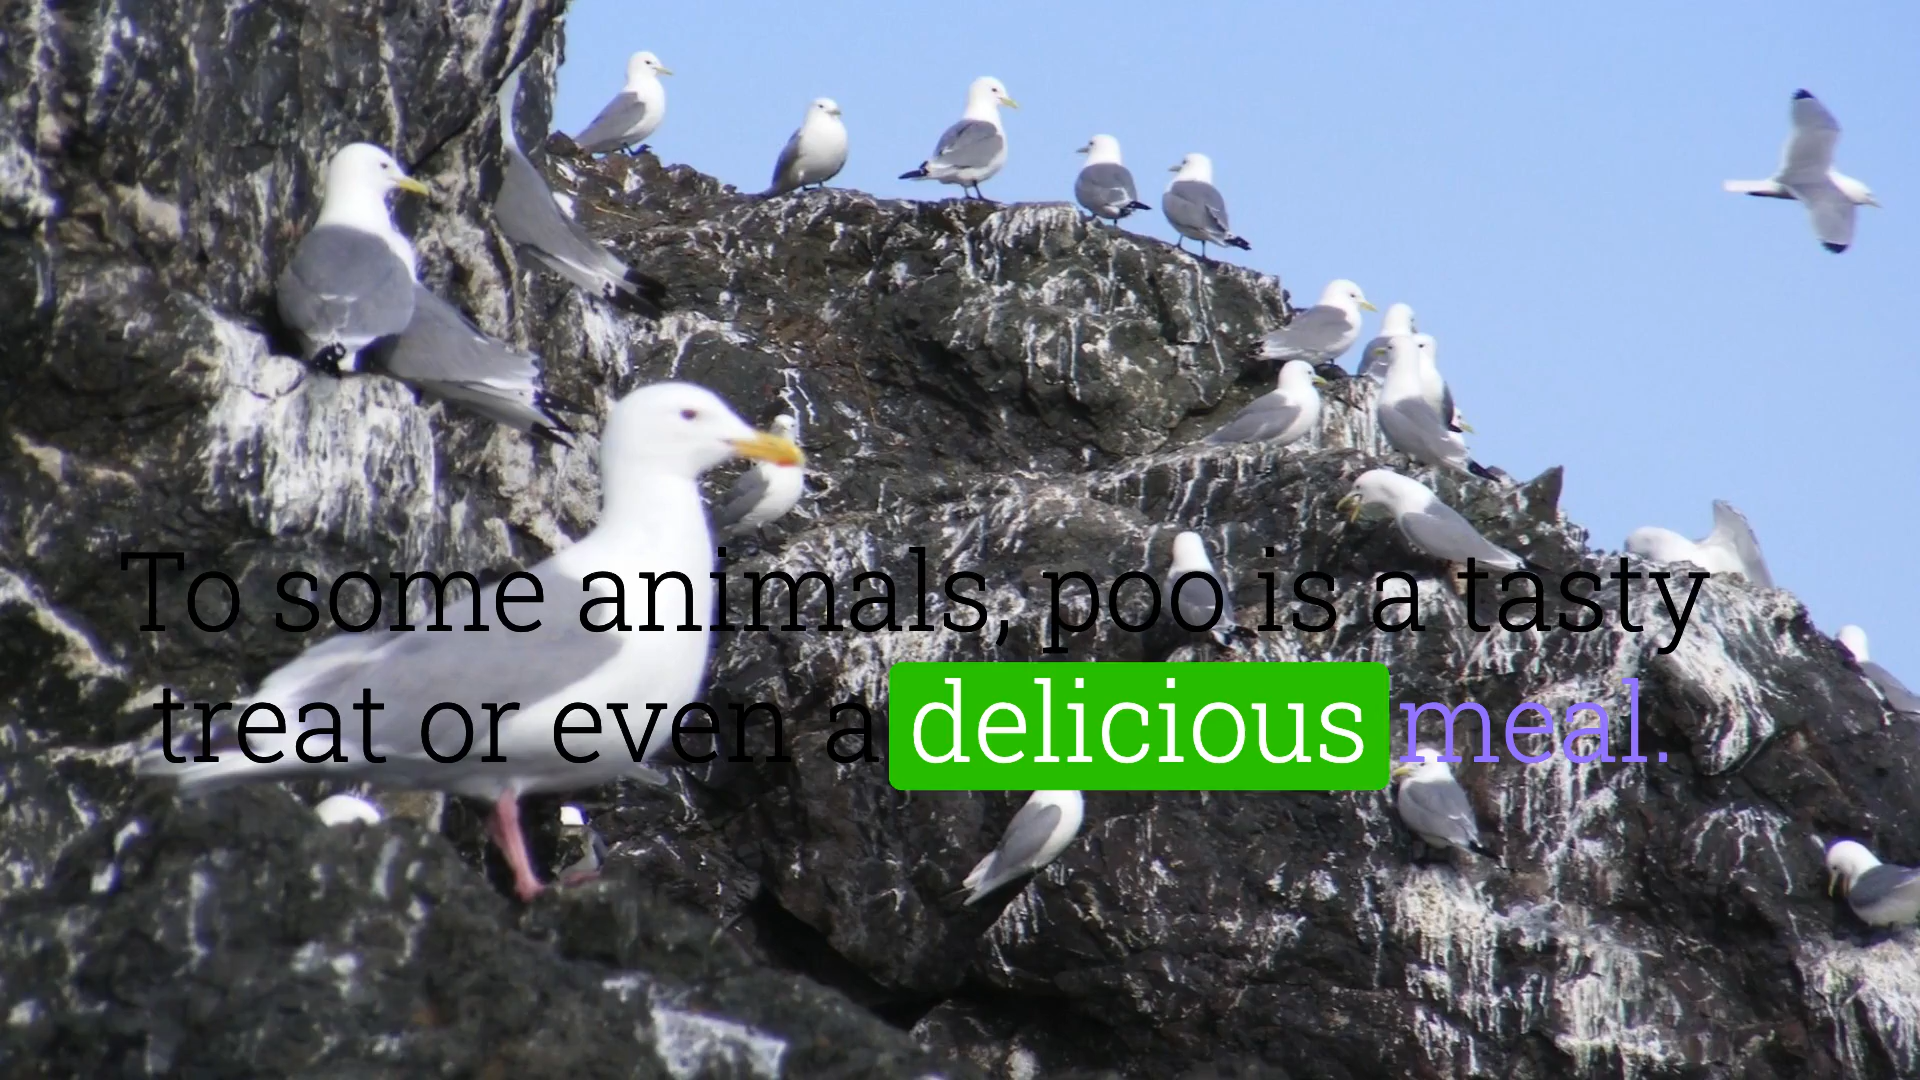 To some animals, poo is a tasty
treat or even a delicious meal.